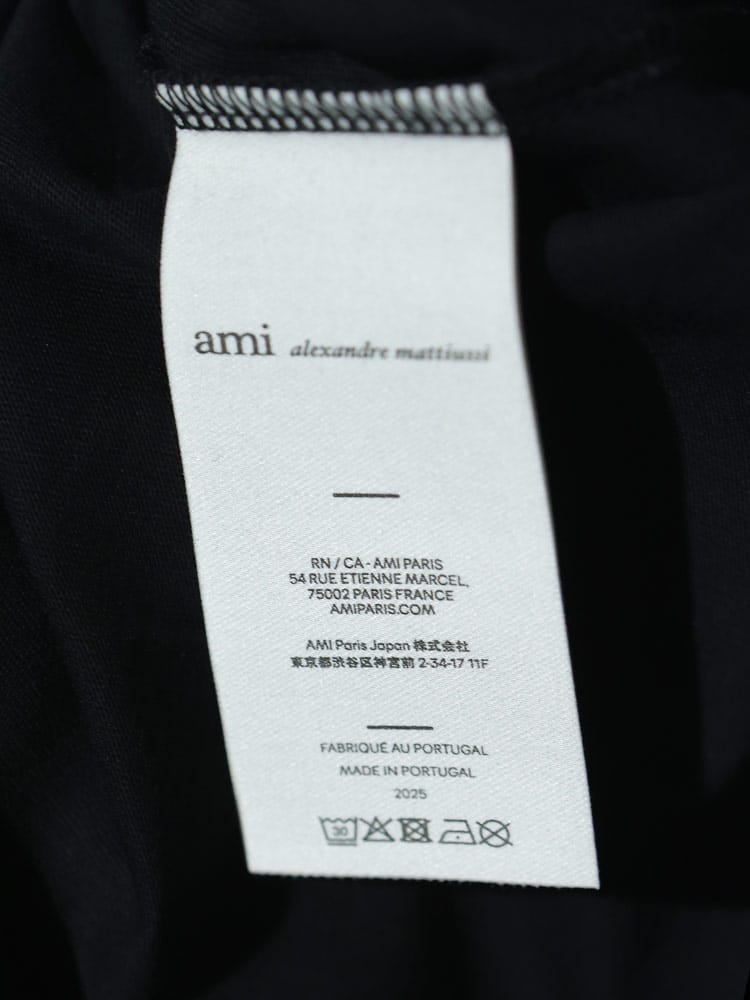 ami alexandre mattiussi
RN / CA - AMI PARIS
54 RUE ETIENNE MARCEL,
75002 PARIS FRANCE
AMIPARIS.COM
AMI Paris Japan 株式会社
東京都渋谷区神宮前 2-34-17 11F
FABRIQUÉ AU PORTUGAL
MADE IN PORTUGAL
2025
30